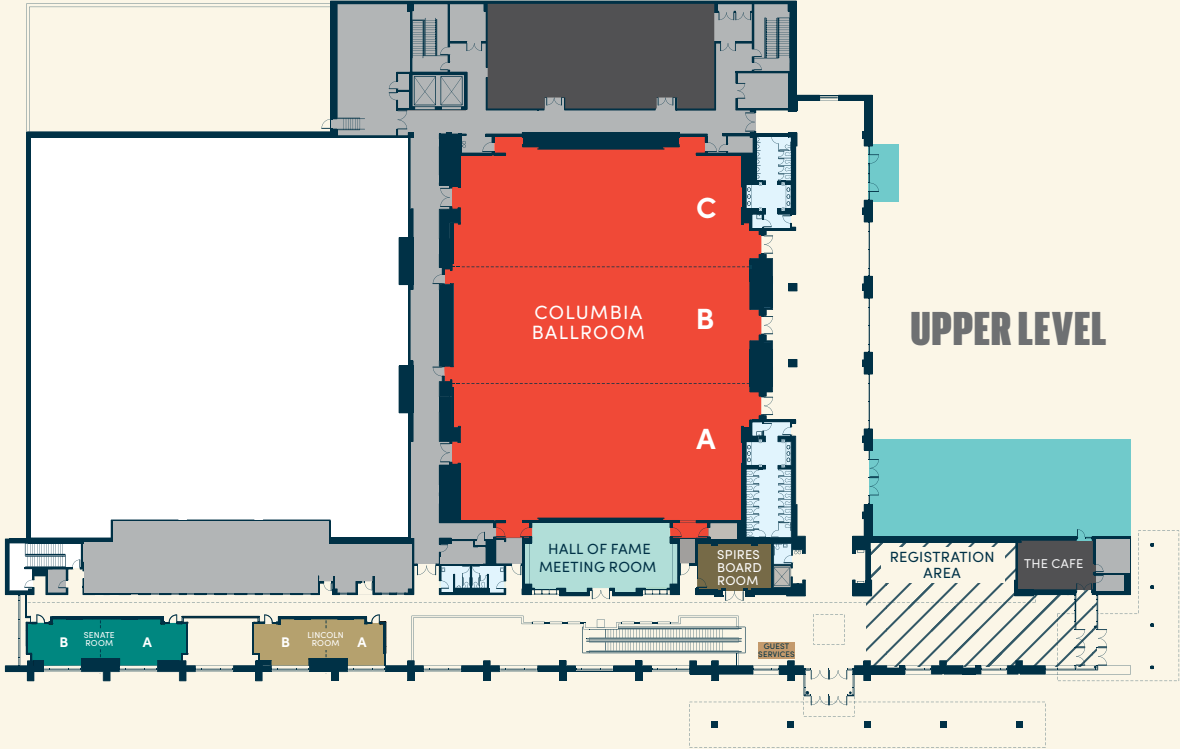 C
COLUMBIA
BALLROOM
B
UPPER LEVEL
A
HALL OF FAME
MEETING ROOM
SPIRES
BOARD
ROOM
REGISTRATION
AREA
THE CAFE
B
SENATE
ROOM
A
B
LINCOLN
ROOM
A
GUEST
SERVICES